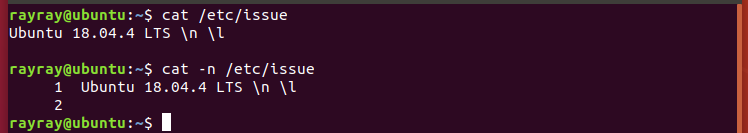 rayray@ubuntu:~$ cat /etc/issue
Ubuntu 18.04.4 LTS \n \l

rayray@ubuntu:~$ cat -n /etc/issue
     1  Ubuntu 18.04.4 LTS \n \l
     2
rayray@ubuntu:~$